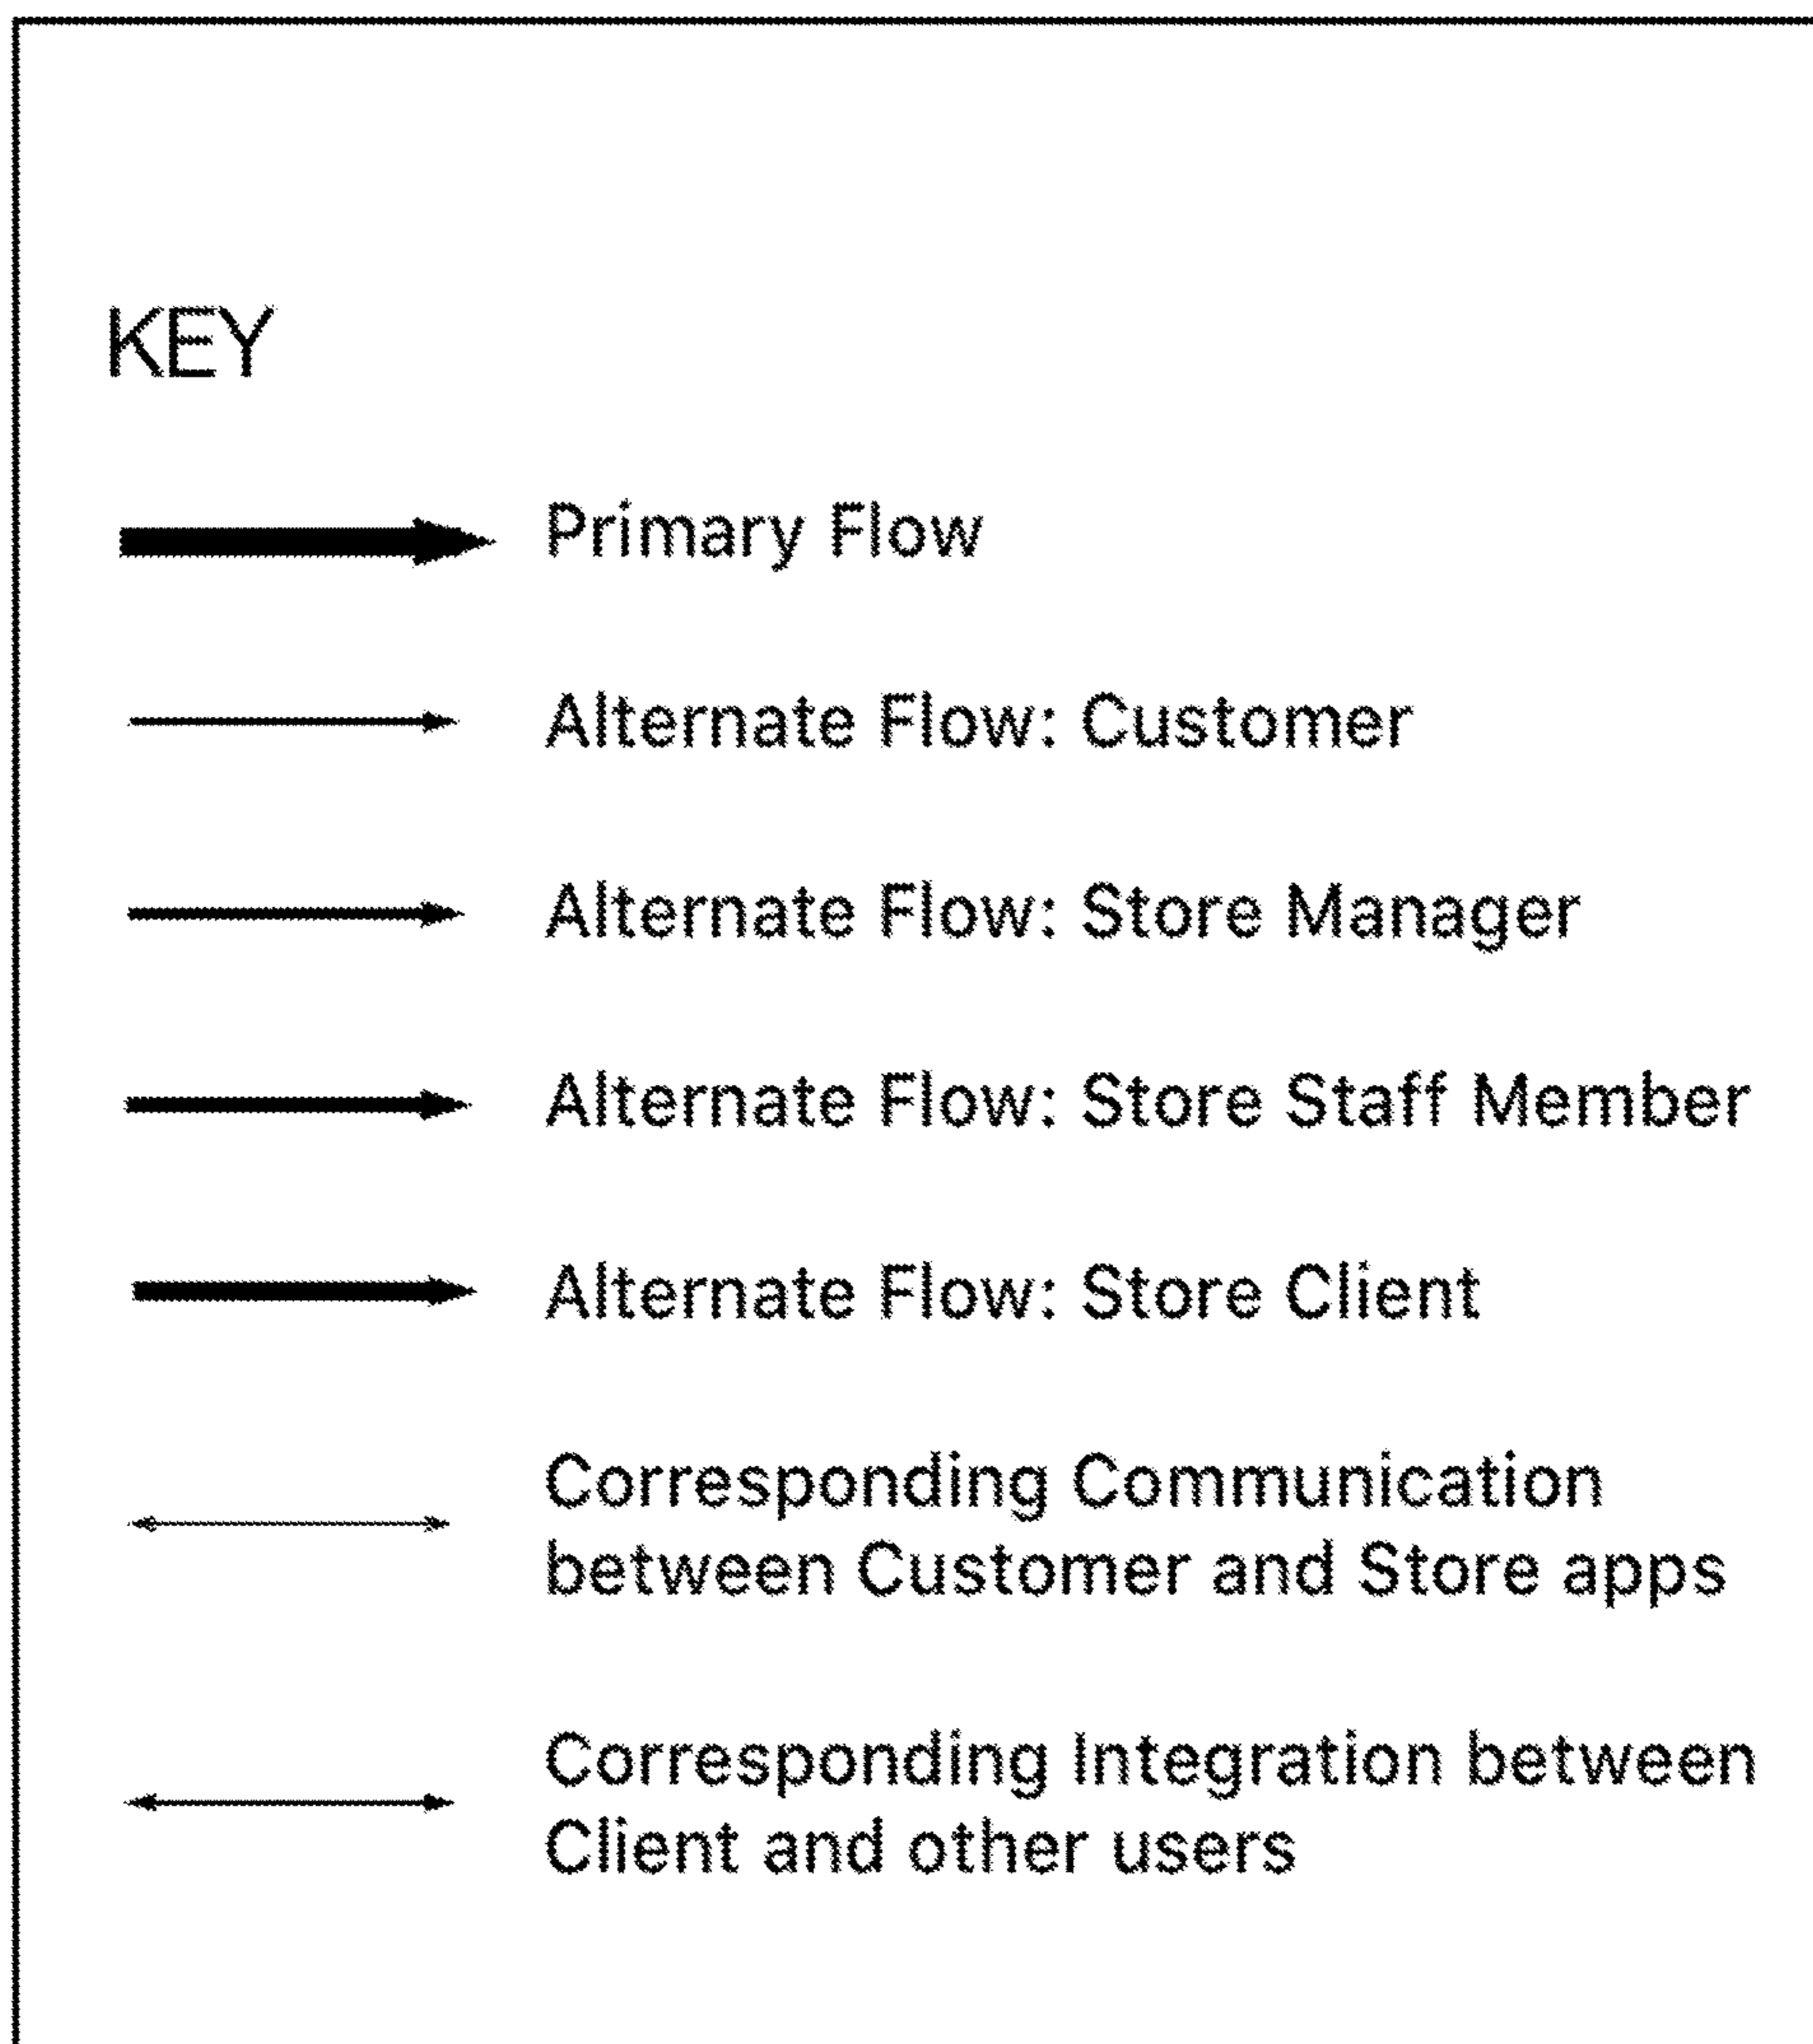 KEY
Primary Flow
Alternate Flow: Customer
Alternate Flow: Store Manager
Alternate Flow: Store Staff Member
Alternate Flow: Store Client
Corresponding Communication
between Customer and Store apps
Corresponding Integration between
Client and other users